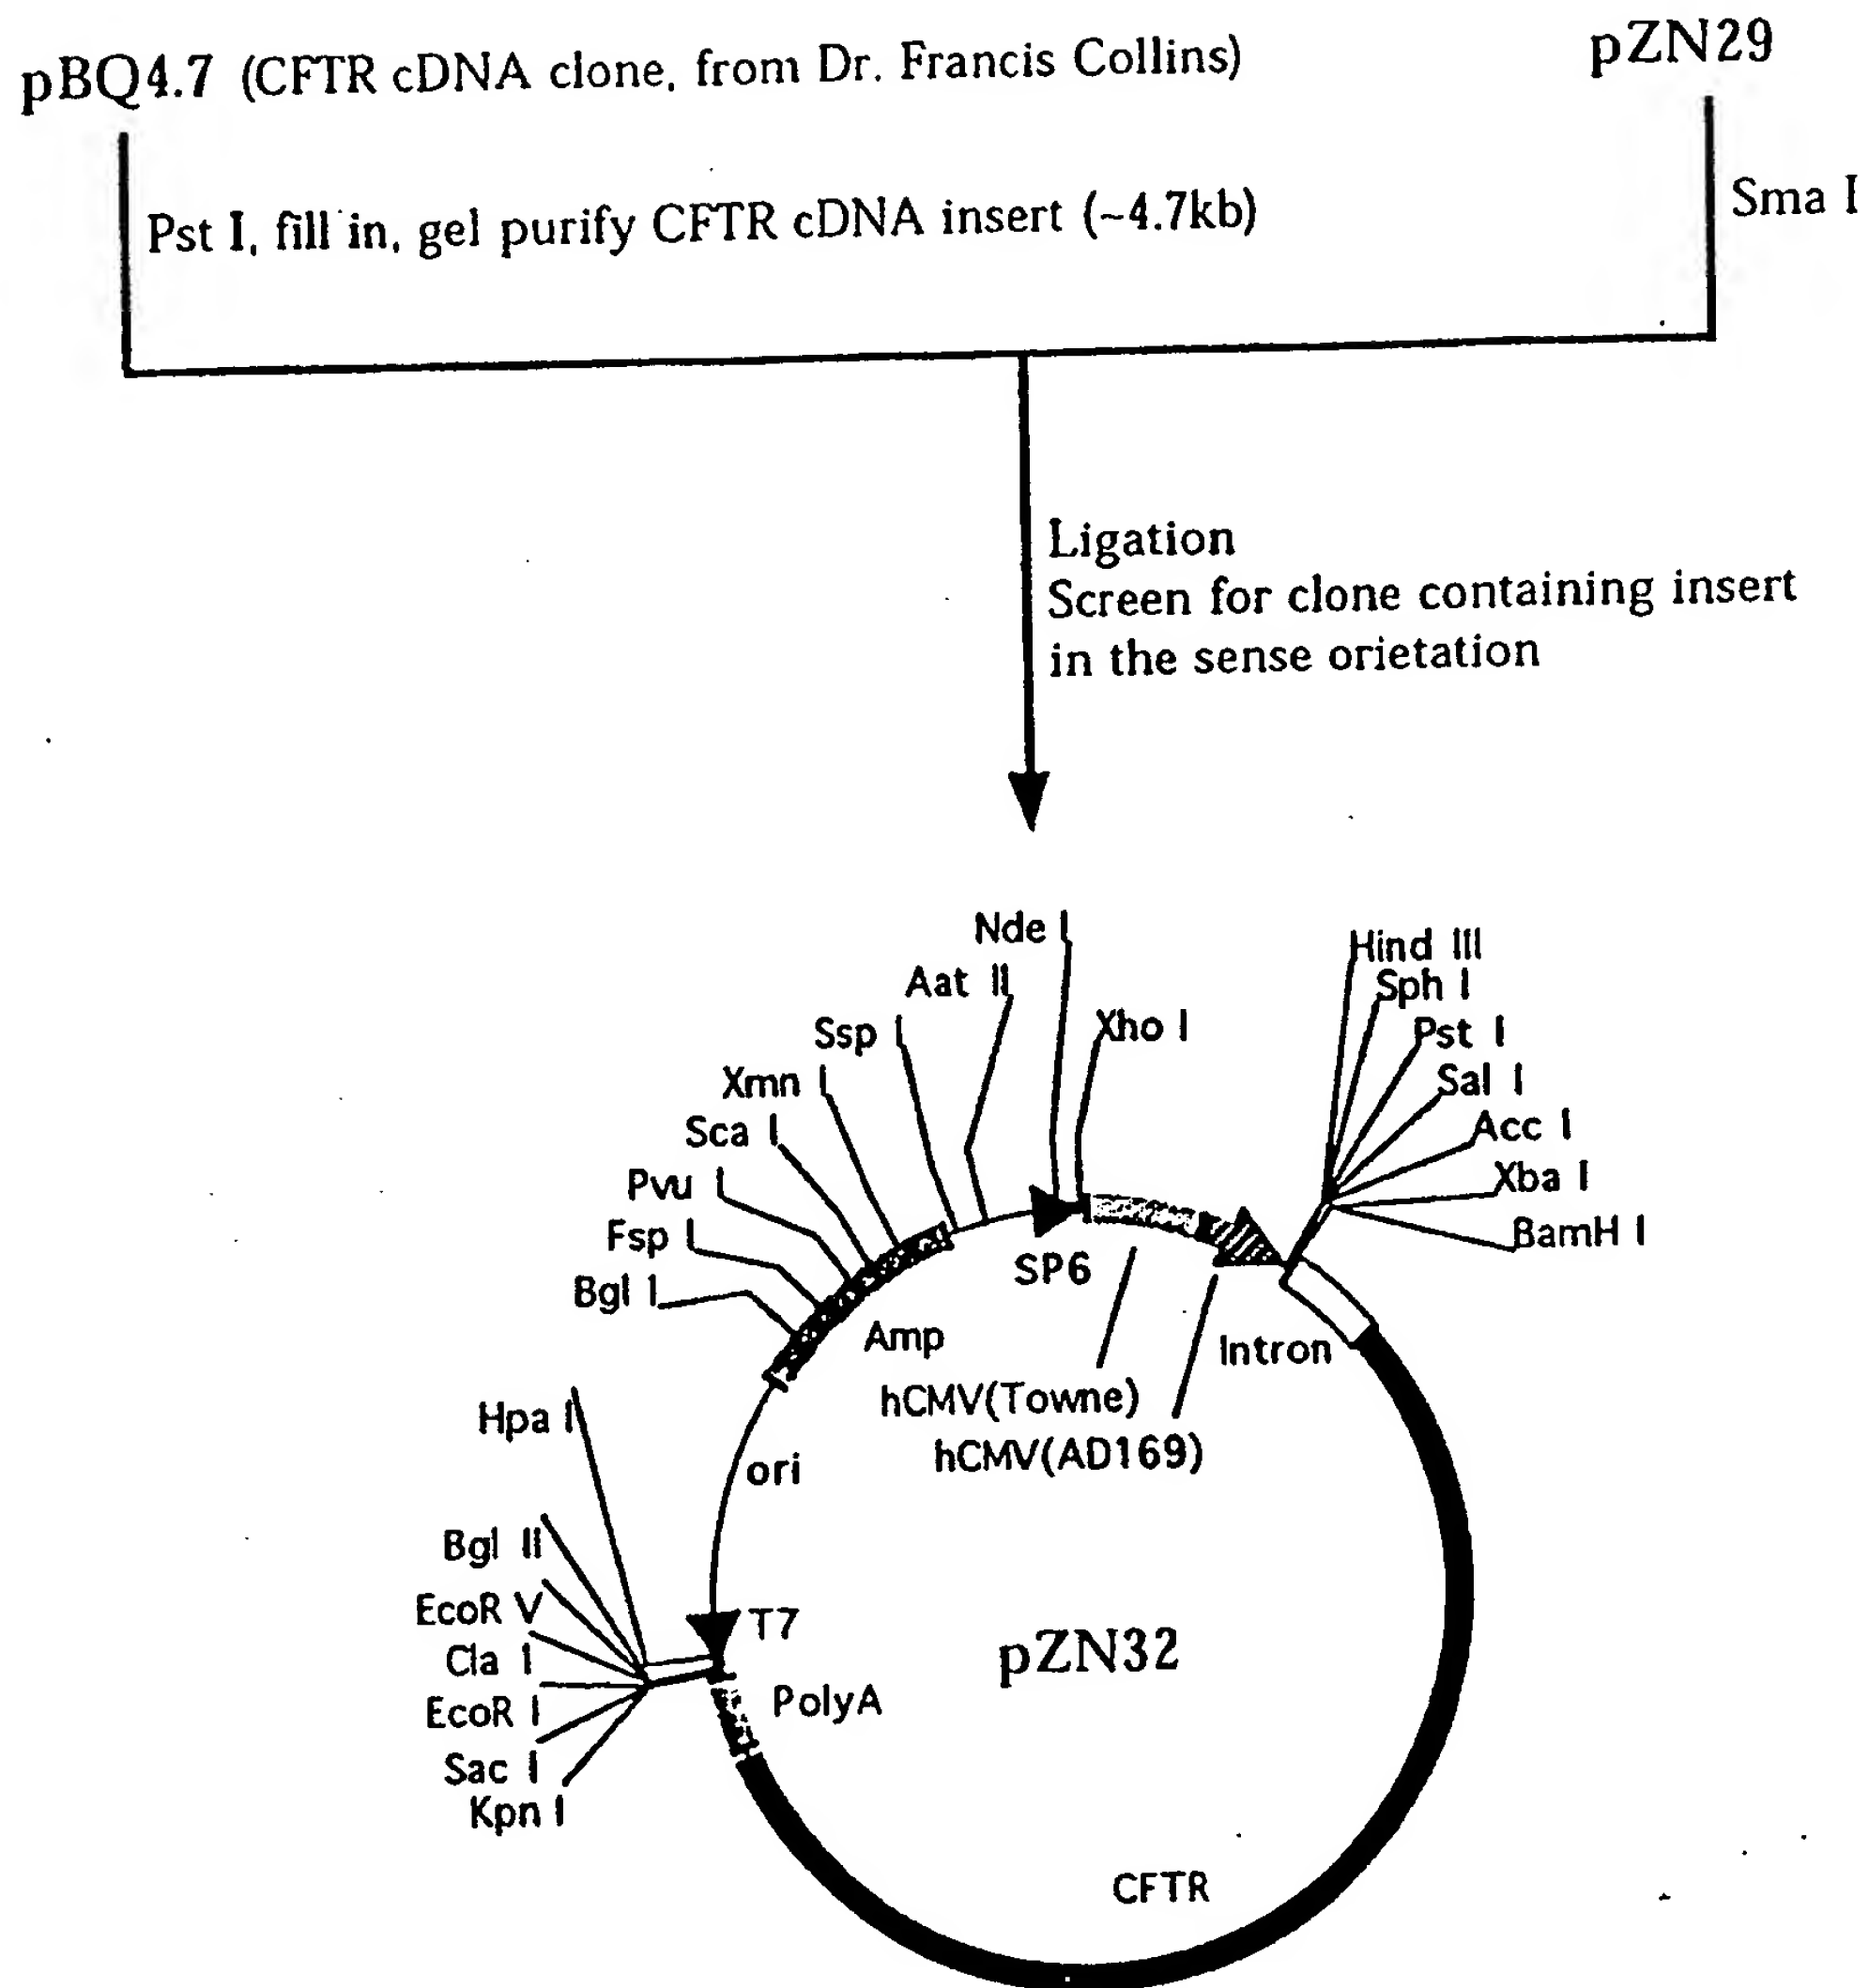 pBQ4.7 (CFTR cDNA clone, from Dr. Francis Collins)
pZN29
Pst I, fill in, gel purify CFTR cDNA insert (~4.7kb)
Sma I
Ligation
Screen for clone containing insert
in the sense orietation
Nde I
Aat II
Ssp I
Xmn I
Sca I
Pvu I
Fsp I
Bgl I
Xho I
Hind III
Sph I
Pst I
Sal I
Acc I
Xba I
BamH I
SP6
Amp
Intron
hCMV(Towne)
hCMV(AD169)
Hpa I
ori
Bgl II
EcoR V
Cla I
EcoR I
Sac I
Kpn I
T7
PolyA
pZN32
CFTR